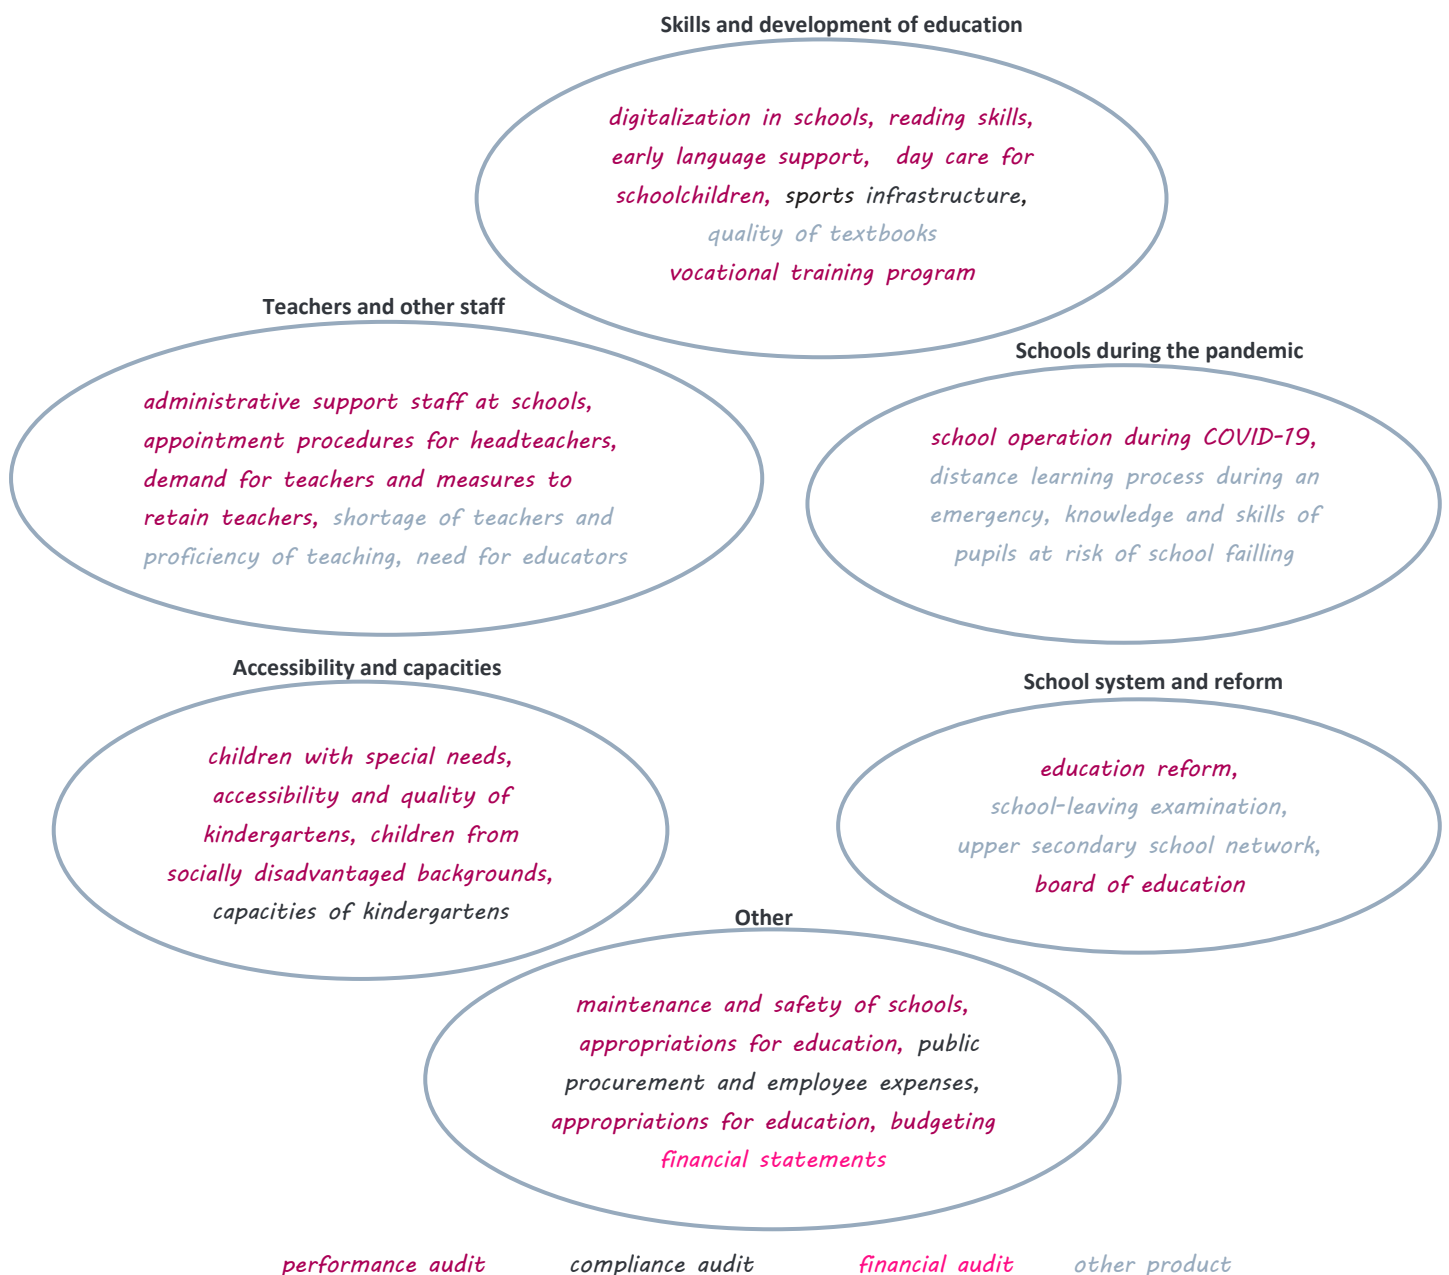 Skills and development of education
digitalization in schools, reading skills,
early language support, day care for
schoolchildren, sports infrastructure,
quality of textbooks
vocational training program
Teachers and other staff
administrative support staff at schools,
appointment procedures for headteachers,
demand for teachers and measures to
retain teachers, shortage of teachers and
proficiency of teaching, need for educators
Schools during the pandemic
school operation during COVID-19,
distance learning process during an
emergency, knowledge and skills of
pupils at risk of school failling
Accessibility and capacities
children with special needs,
accessibility and quality of
kindergartens, children from
socially disadvantaged backgrounds,
capacities of kindergartens
School system and reform
education reform,
school-leaving examination,
upper secondary school network,
board of education
Other
maintenance and safety of schools,
appropriations for education, public
procurement and employee expenses,
appropriations for education, budgeting
financial statements
performance audit compliance audit financial audit other product